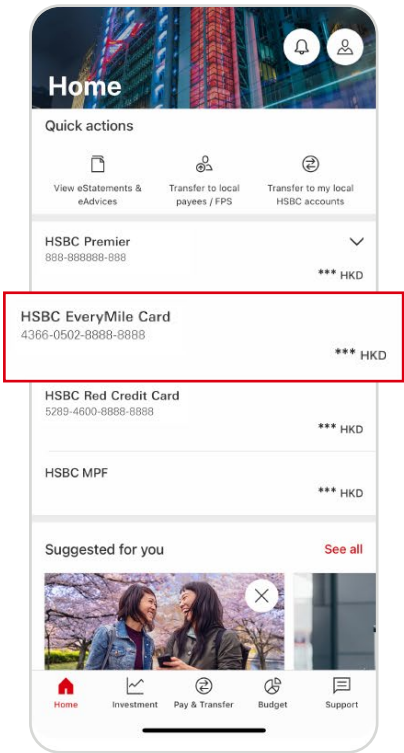 Home
Quick actions
View eStatements &
eAdvices
Transfer to local
payees / FPS
Transfer to my local
HSBC accounts
HSBC Premier
888-888888-888
*** HKD
HSBC EveryMile Card
4366-0502-8888-8888
*** HKD
HSBC Red Credit Card
5289-4600-8888-8888
*** HKD
HSBC MPF
*** HKD
Suggested for you
See all
Home
Investment
Pay & Transfer
Budget
Support